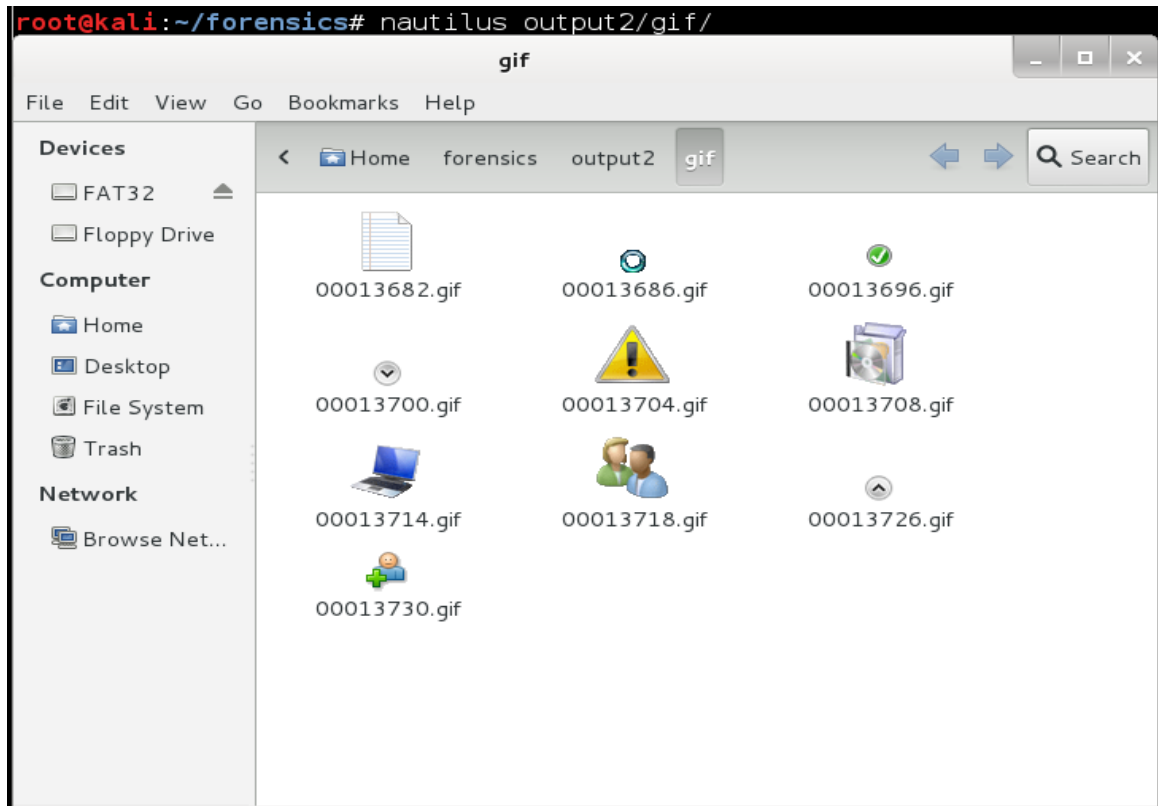 root@kali:~/forensics# nautilus output2/gif/
gif
File Edit View Go Bookmarks Help
Devices
FAT32
Floppy Drive
Computer
Home
Desktop
File System
Trash
Network
Browse Net...
Home forensics output2 gif
Search
00013682.gif 00013686.gif 00013696.gif
00013700.gif 00013704.gif 00013708.gif
00013714.gif 00013718.gif 00013726.gif
00013730.gif